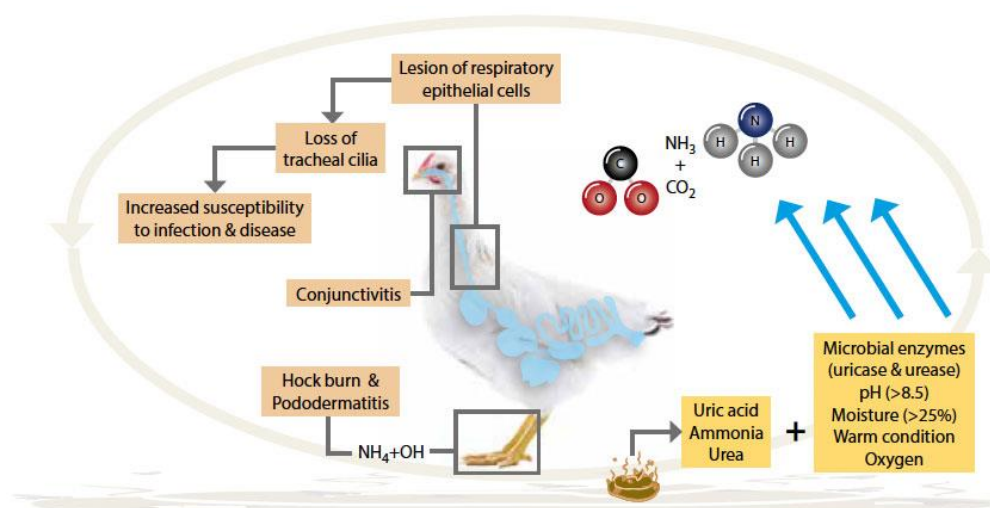 Lesion of respiratory
epithelial cells
Loss of
tracheal cilia
Increased susceptibility
to infection & disease
Conjunctivitis
Hock burn &
Pododermatitis
NH₄+OH
NH₃
+
CO₂
N
H
H
H
C
O
O
Uric acid
Ammonia
Urea
+
Microbial enzymes
(uricase & urease)
pH (>8.5)
Moisture (>25%)
Warm condition
Oxygen